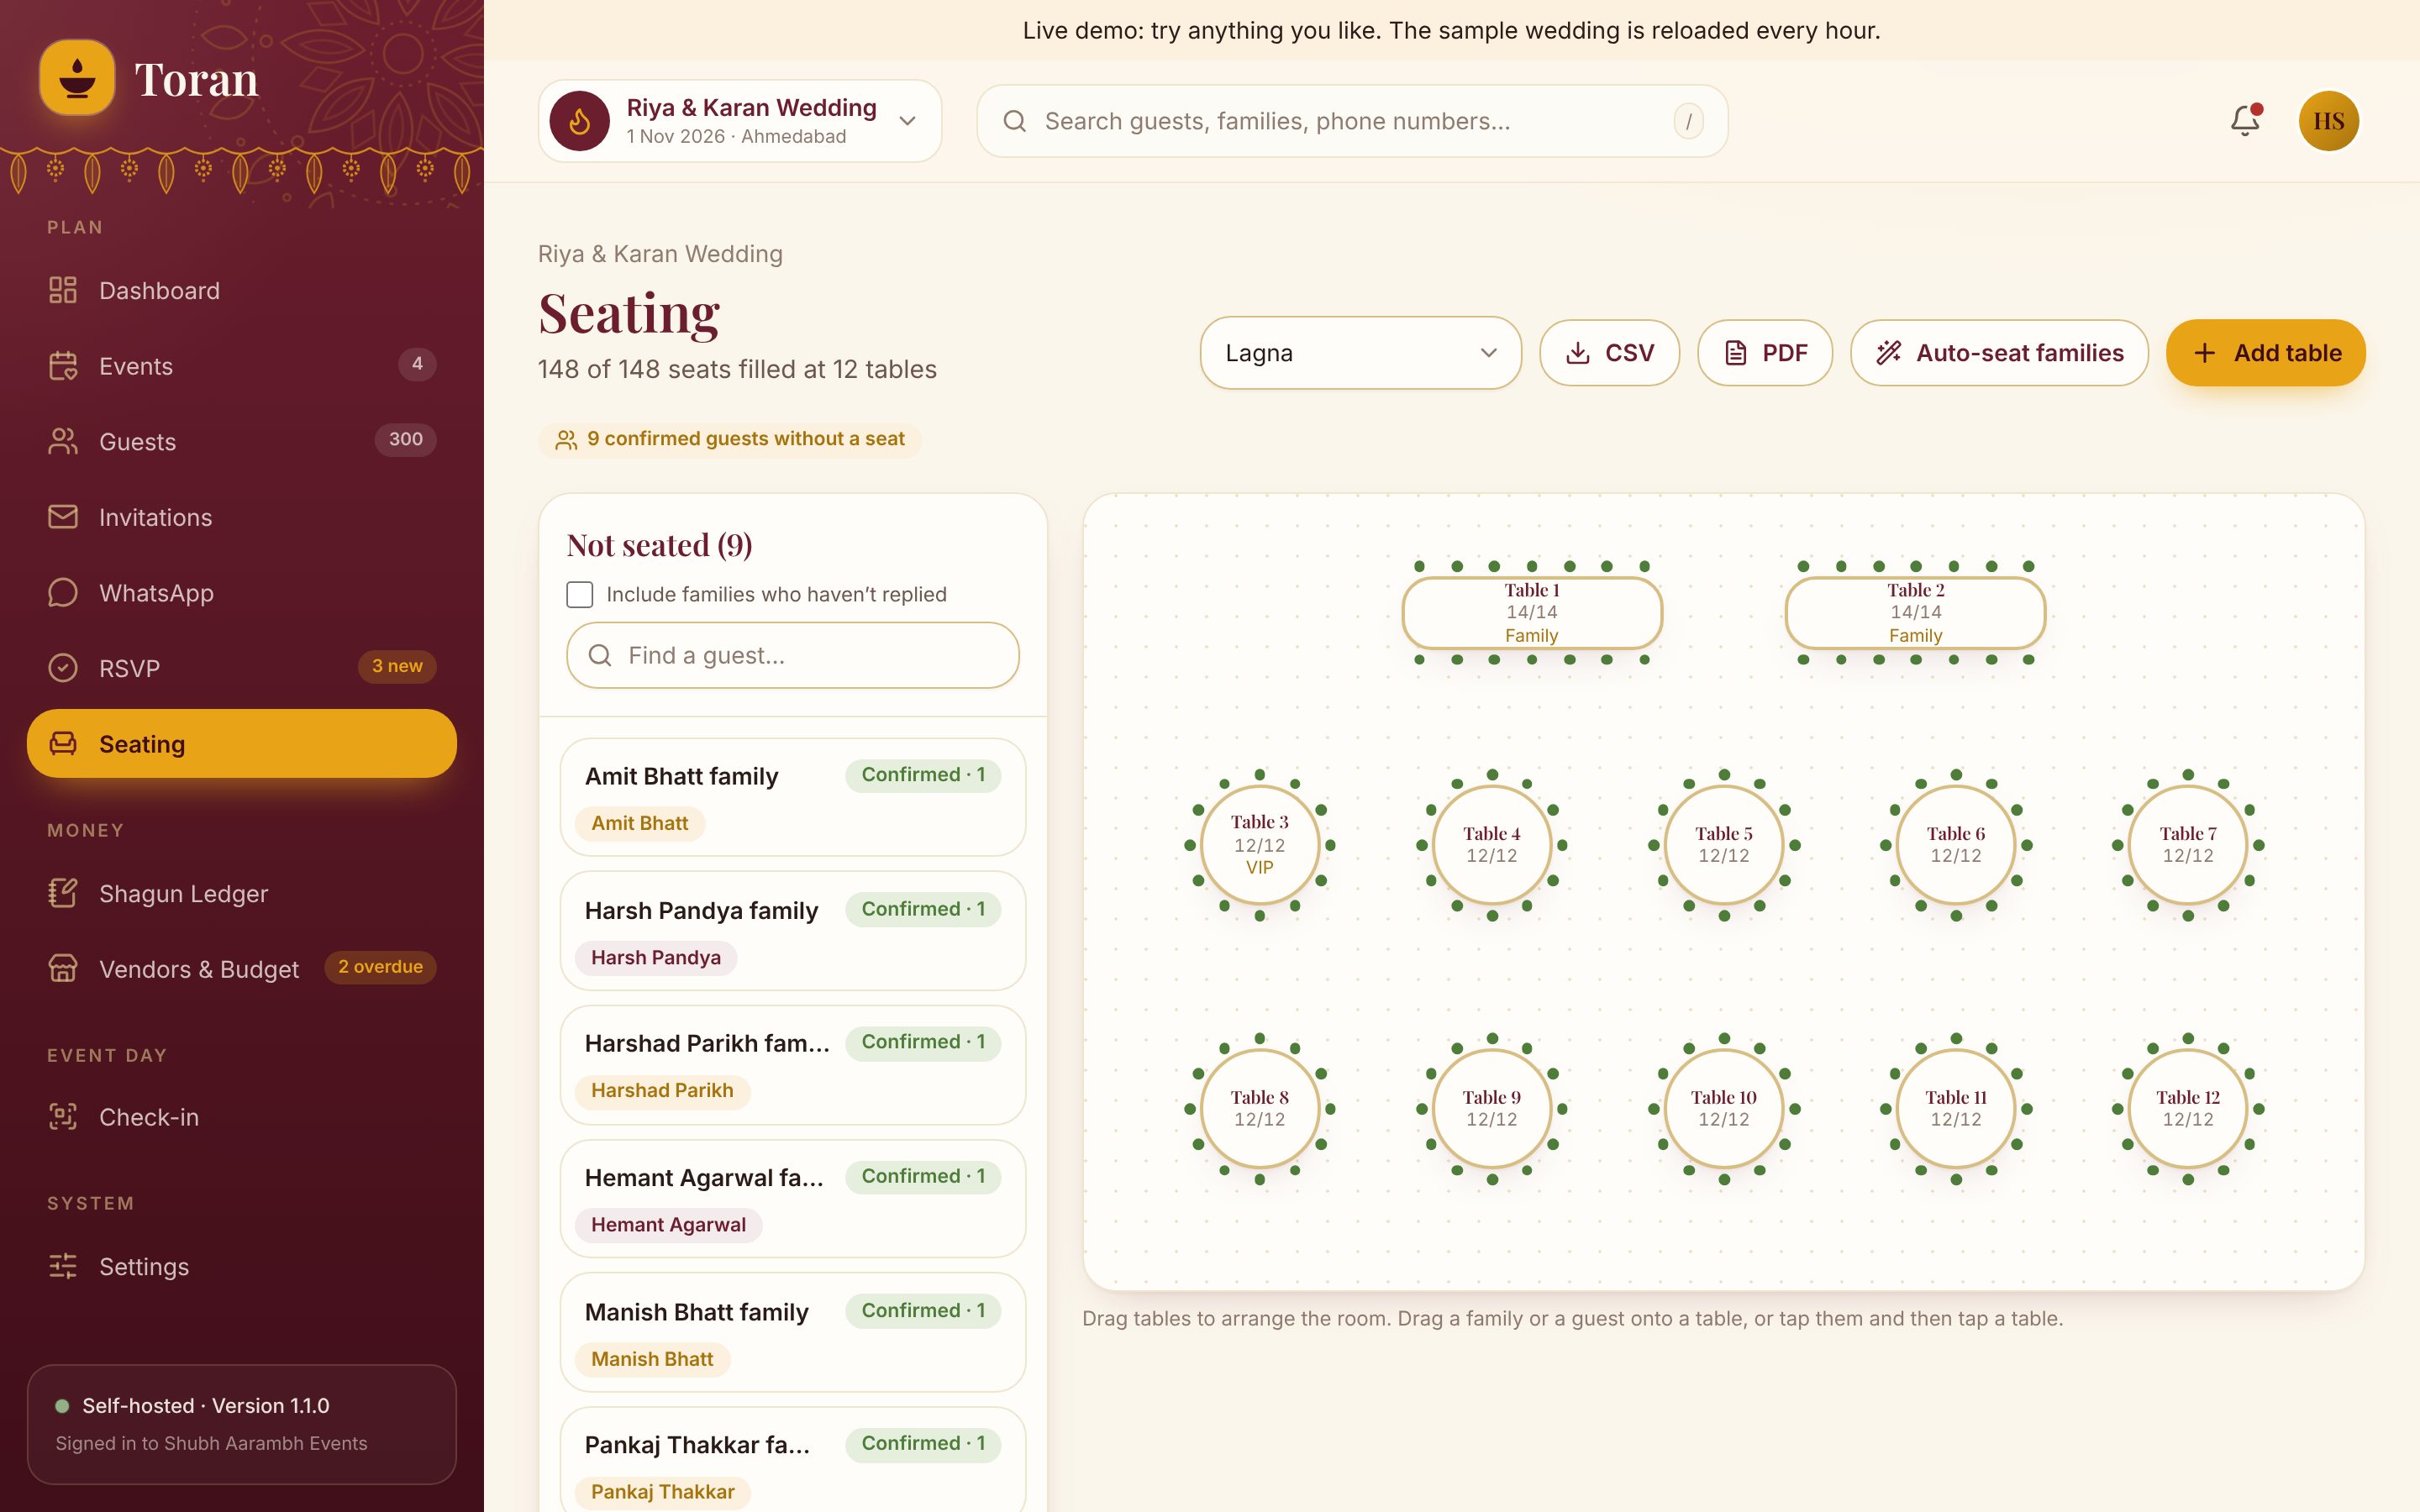 Live demo: try anything you like. The sample wedding is reloaded every hour.
Toran
PLAN
Dashboard
Events 4
Guests 300
Invitations
WhatsApp
RSVP 3 new
Seating
MONEY
Shagun Ledger
Vendors & Budget 2 overdue
EVENT DAY
Check-in
SYSTEM
Settings
Self-hosted · Version 1.1.0
Signed in to Shubh Aarambh Events
Riya & Karan Wedding
1 Nov 2026 · Ahmedabad
Search guests, families, phone numbers... /
HS
Riya & Karan Wedding
Seating
148 of 148 seats filled at 12 tables
Lagna
CSV
PDF
Auto-seat families
Add table
9 confirmed guests without a seat
Not seated (9)
Include families who haven’t replied
Find a guest...
Amit Bhatt family Confirmed · 1
Amit Bhatt
Harsh Pandya family Confirmed · 1
Harsh Pandya
Harshad Parikh fam... Confirmed · 1
Harshad Parikh
Hemant Agarwal fa... Confirmed · 1
Hemant Agarwal
Manish Bhatt family Confirmed · 1
Manish Bhatt
Pankaj Thakkar fa... Confirmed · 1
Pankaj Thakkar
Table 1
14/14
Family
Table 2
14/14
Family
Table 3
12/12
VIP
Table 4
12/12
Table 5
12/12
Table 6
12/12
Table 7
12/12
Table 8
12/12
Table 9
12/12
Table 10
12/12
Table 11
12/12
Table 12
12/12
Drag tables to arrange the room. Drag a family or a guest onto a table, or tap them and then tap a table.